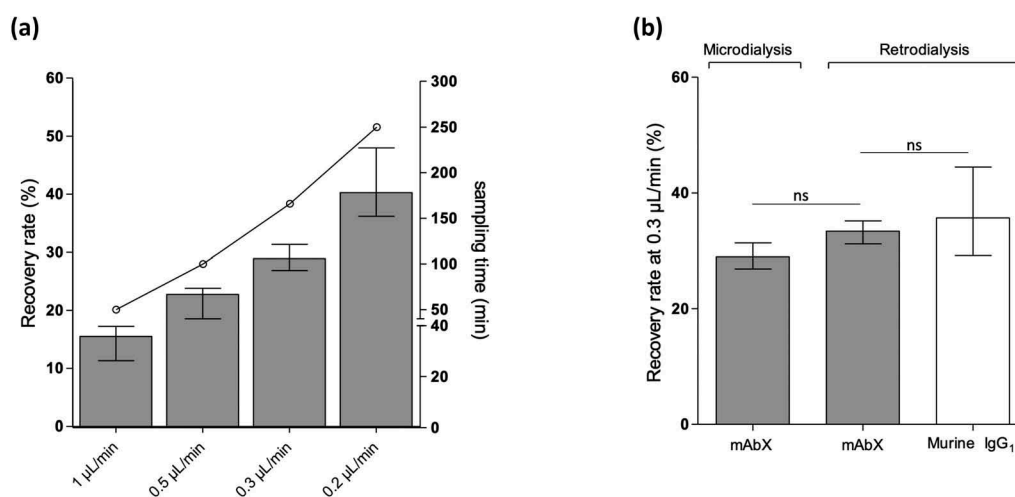 (a)
Recovery rate (%)
60
50
40
30
20
10
0
300
250
200
150
100
50
40
20
0
sampling time (min)
1 µL/min
0.5 µL/min
0.3 µL/min
0.2 µL/min
(b)
Microdialysis
Retrodialysis
Recovery rate at 0.3 µL/min (%)
60
40
20
0
ns
ns
mAbX
mAbX
Murine IgG₁